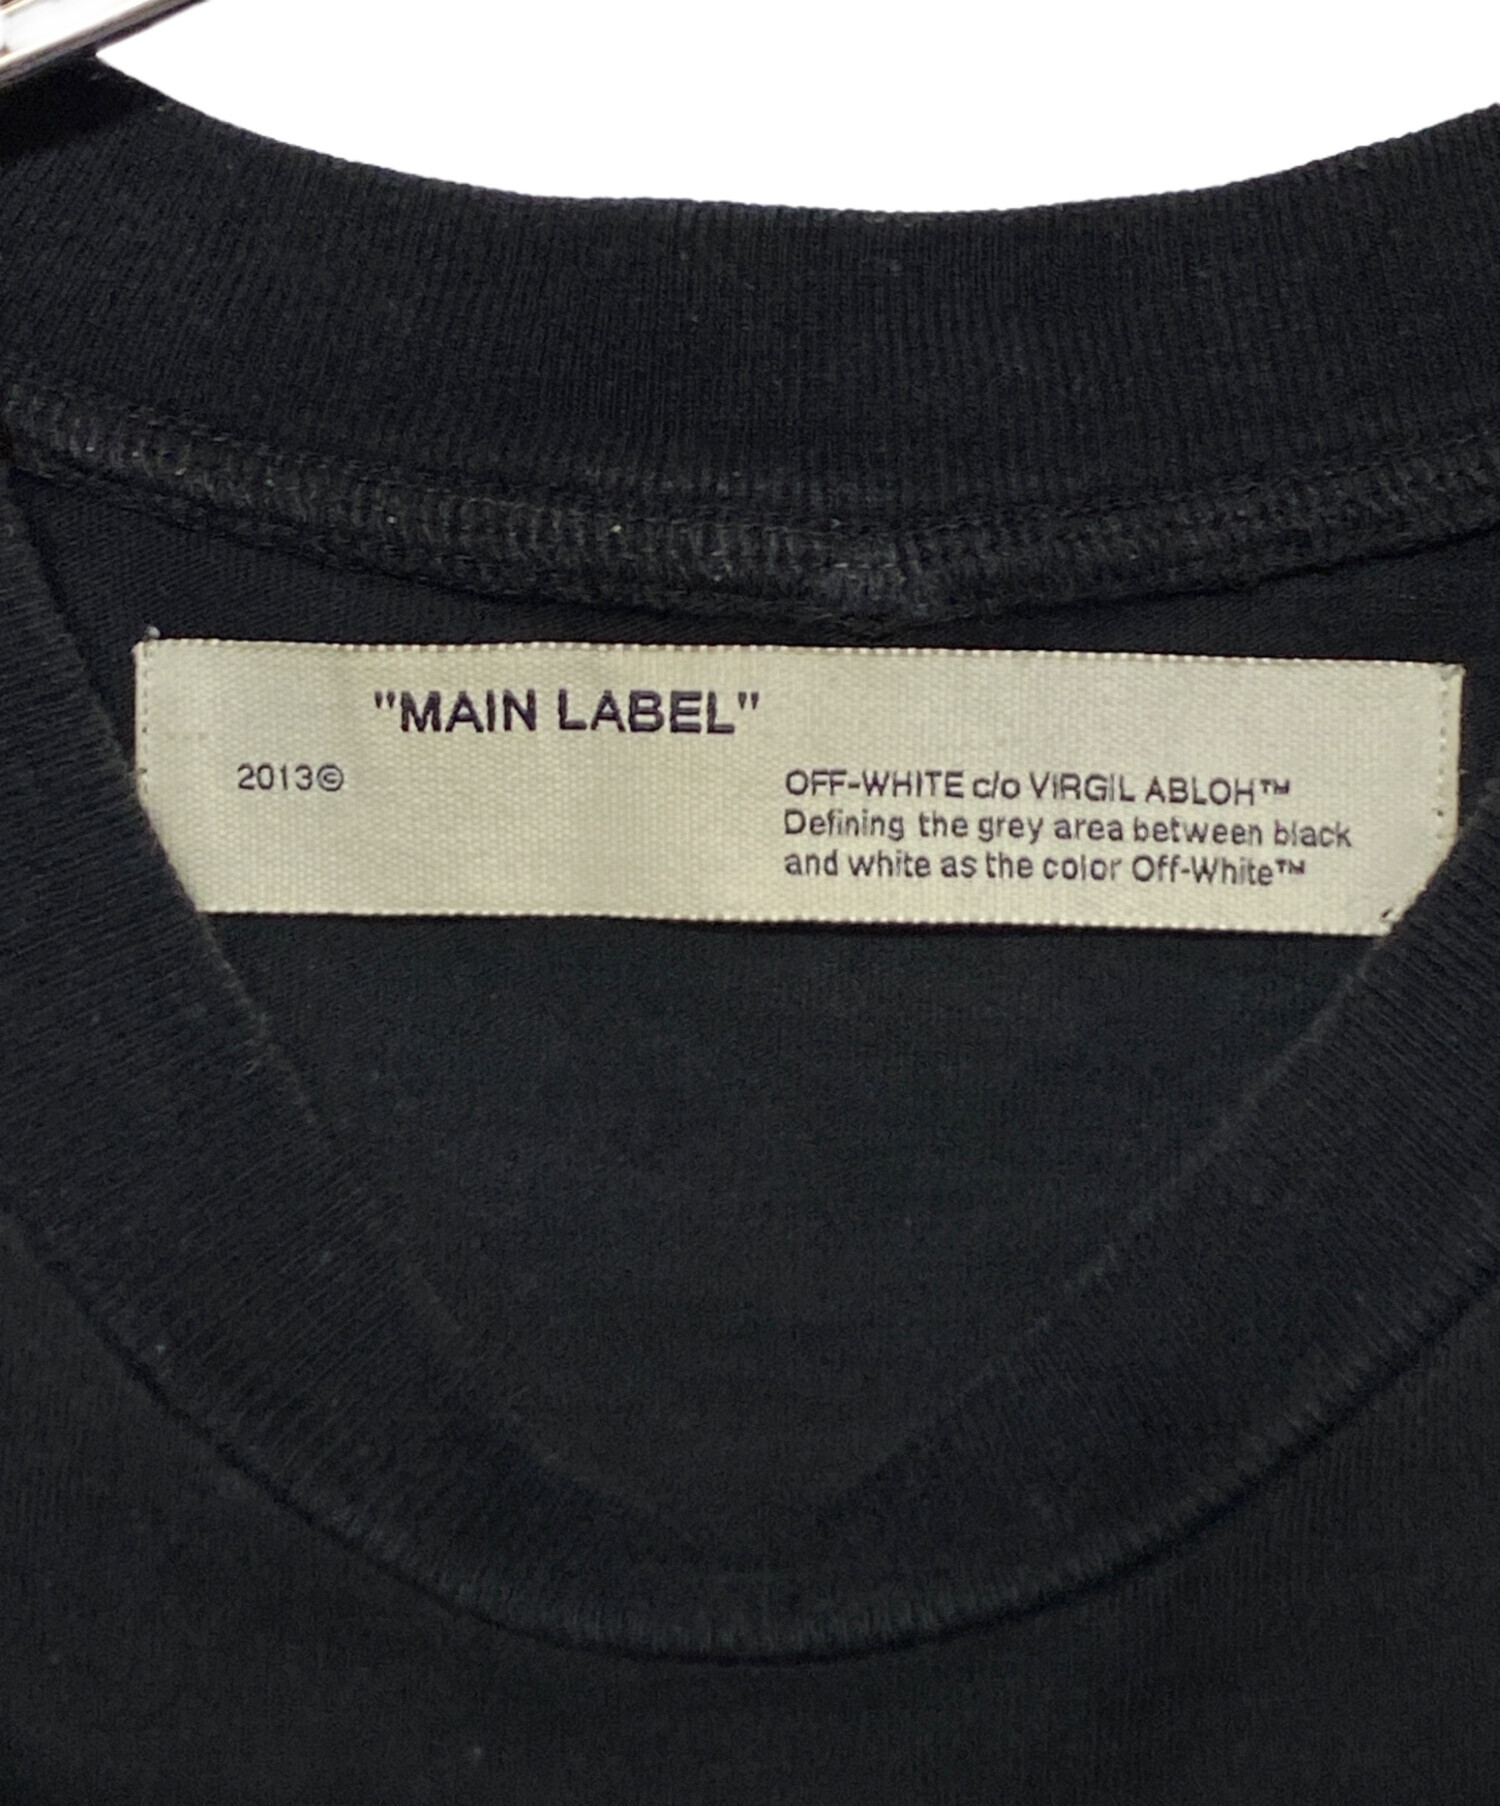 "MAIN LABEL"
2013©
OFF-WHITE c/o VIRGIL ABLOH™
Defining the grey area between black
and white as the color Off-White™